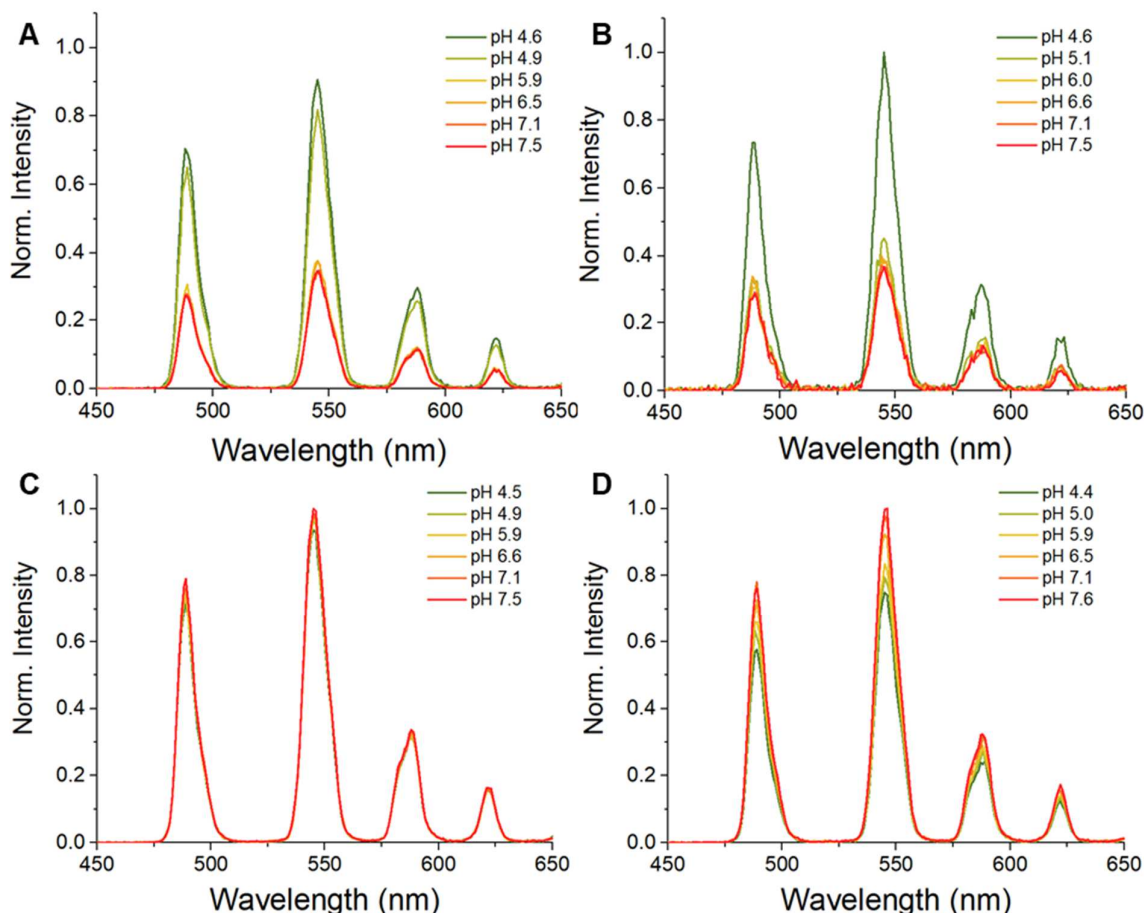 A
pH 4.6
pH 4.9
pH 5.9
pH 6.5
pH 7.1
pH 7.5
1.0
0.8
0.6
0.4
0.2
0.0
Norm. Intensity
450
500
550
600
650
Wavelength (nm)
B
pH 4.6
pH 5.1
pH 6.0
pH 6.6
pH 7.1
pH 7.5
1.0
0.8
0.6
0.4
0.2
0.0
Norm. Intensity
450
500
550
600
650
Wavelength (nm)
C
pH 4.5
pH 4.9
pH 5.9
pH 6.6
pH 7.1
pH 7.5
1.0
0.8
0.6
0.4
0.2
0.0
Norm. Intensity
450
500
550
600
650
Wavelength (nm)
D
pH 4.4
pH 5.0
pH 5.9
pH 6.5
pH 7.1
pH 7.6
1.0
0.8
0.6
0.4
0.2
0.0
Norm. Intensity
450
500
550
600
650
Wavelength (nm)